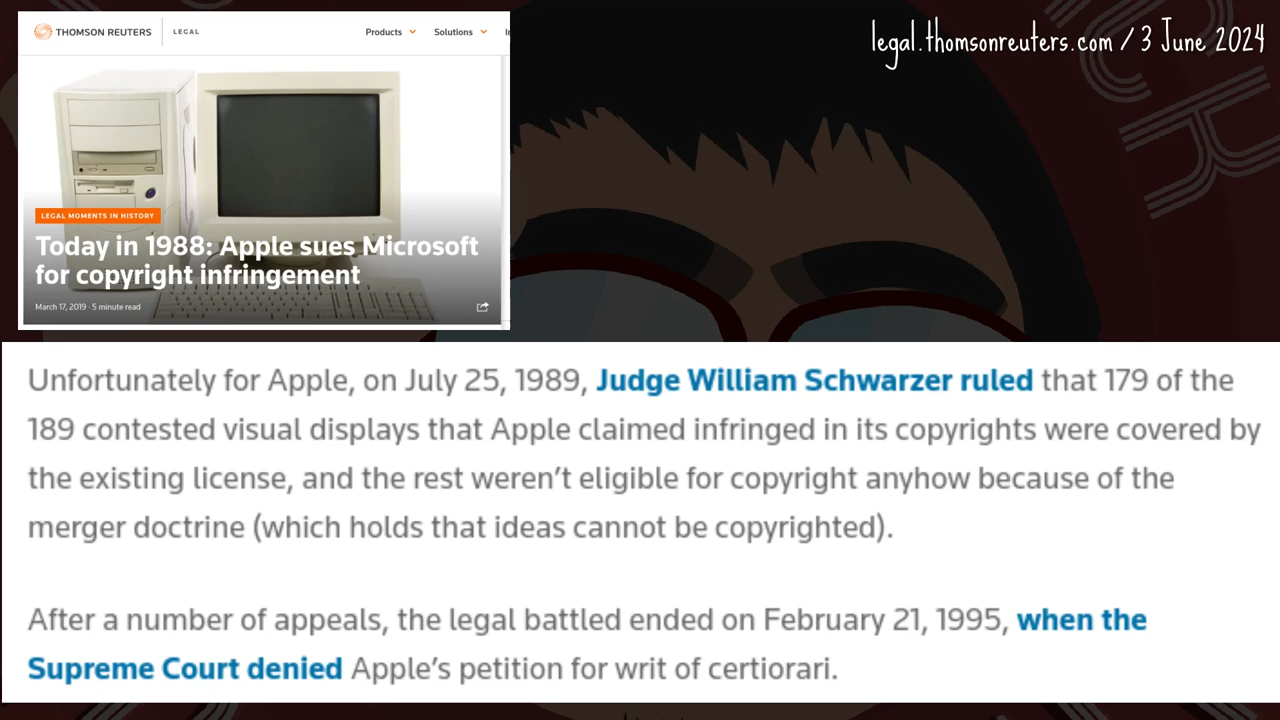 THOMSON REUTERS
LEGAL
Products
Solutions
legal.thomsonreuters.com / 3 June 2024
LEGAL MOMENTS IN HISTORY
Today in 1988: Apple sues Microsoft
for copyright infringement
March 17, 2019 · 5 minute read
Unfortunately for Apple, on July 25, 1989, Judge William Schwarzer ruled that 179 of the
189 contested visual displays that Apple claimed infringed in its copyrights were covered by
the existing license, and the rest weren’t eligible for copyright anyhow because of the
merger doctrine (which holds that ideas cannot be copyrighted).
After a number of appeals, the legal battled ended on February 21, 1995, when the
Supreme Court denied Apple’s petition for writ of certiorari.